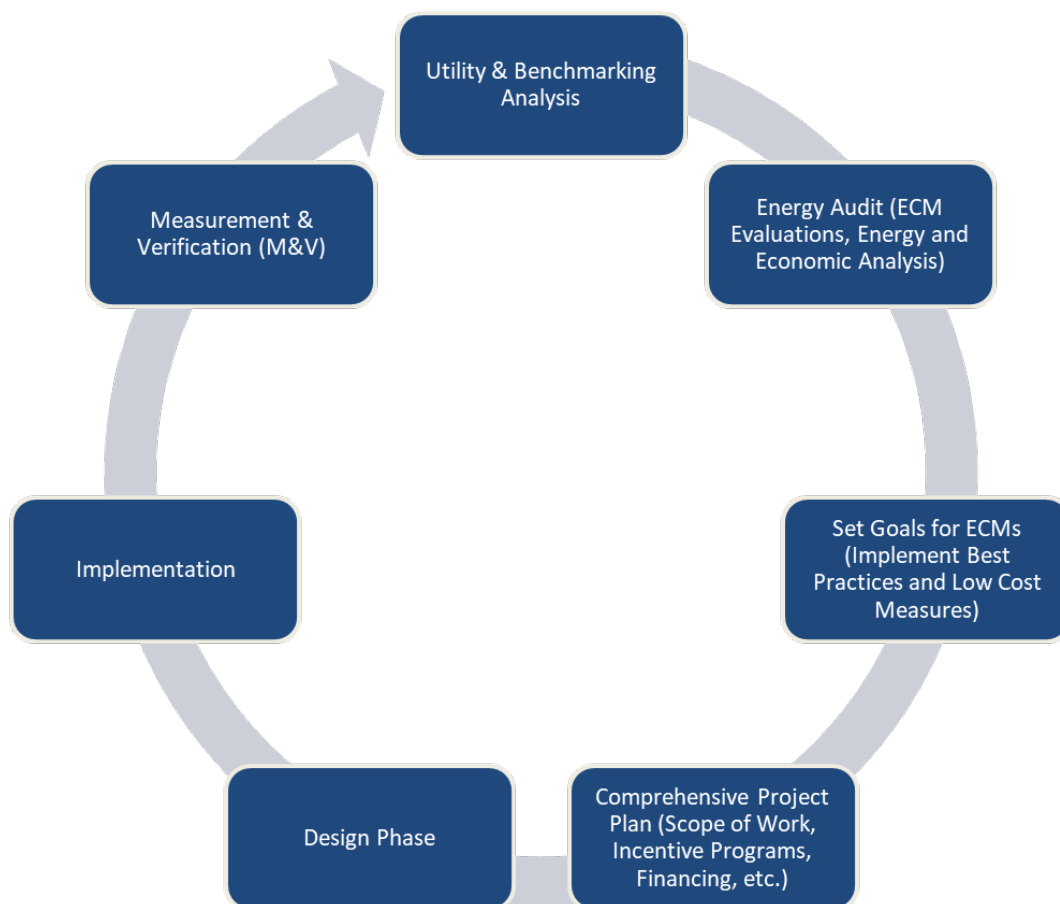 Utility & Benchmarking
Analysis
Energy Audit (ECM
Evaluations, Energy and
Economic Analysis)
Set Goals for ECMs
(Implement Best
Practices and Low Cost
Measures)
Comprehensive Project
Plan (Scope of Work,
Incentive Programs,
Financing, etc.)
Design Phase
Implementation
Measurement &
Verification (M&V)